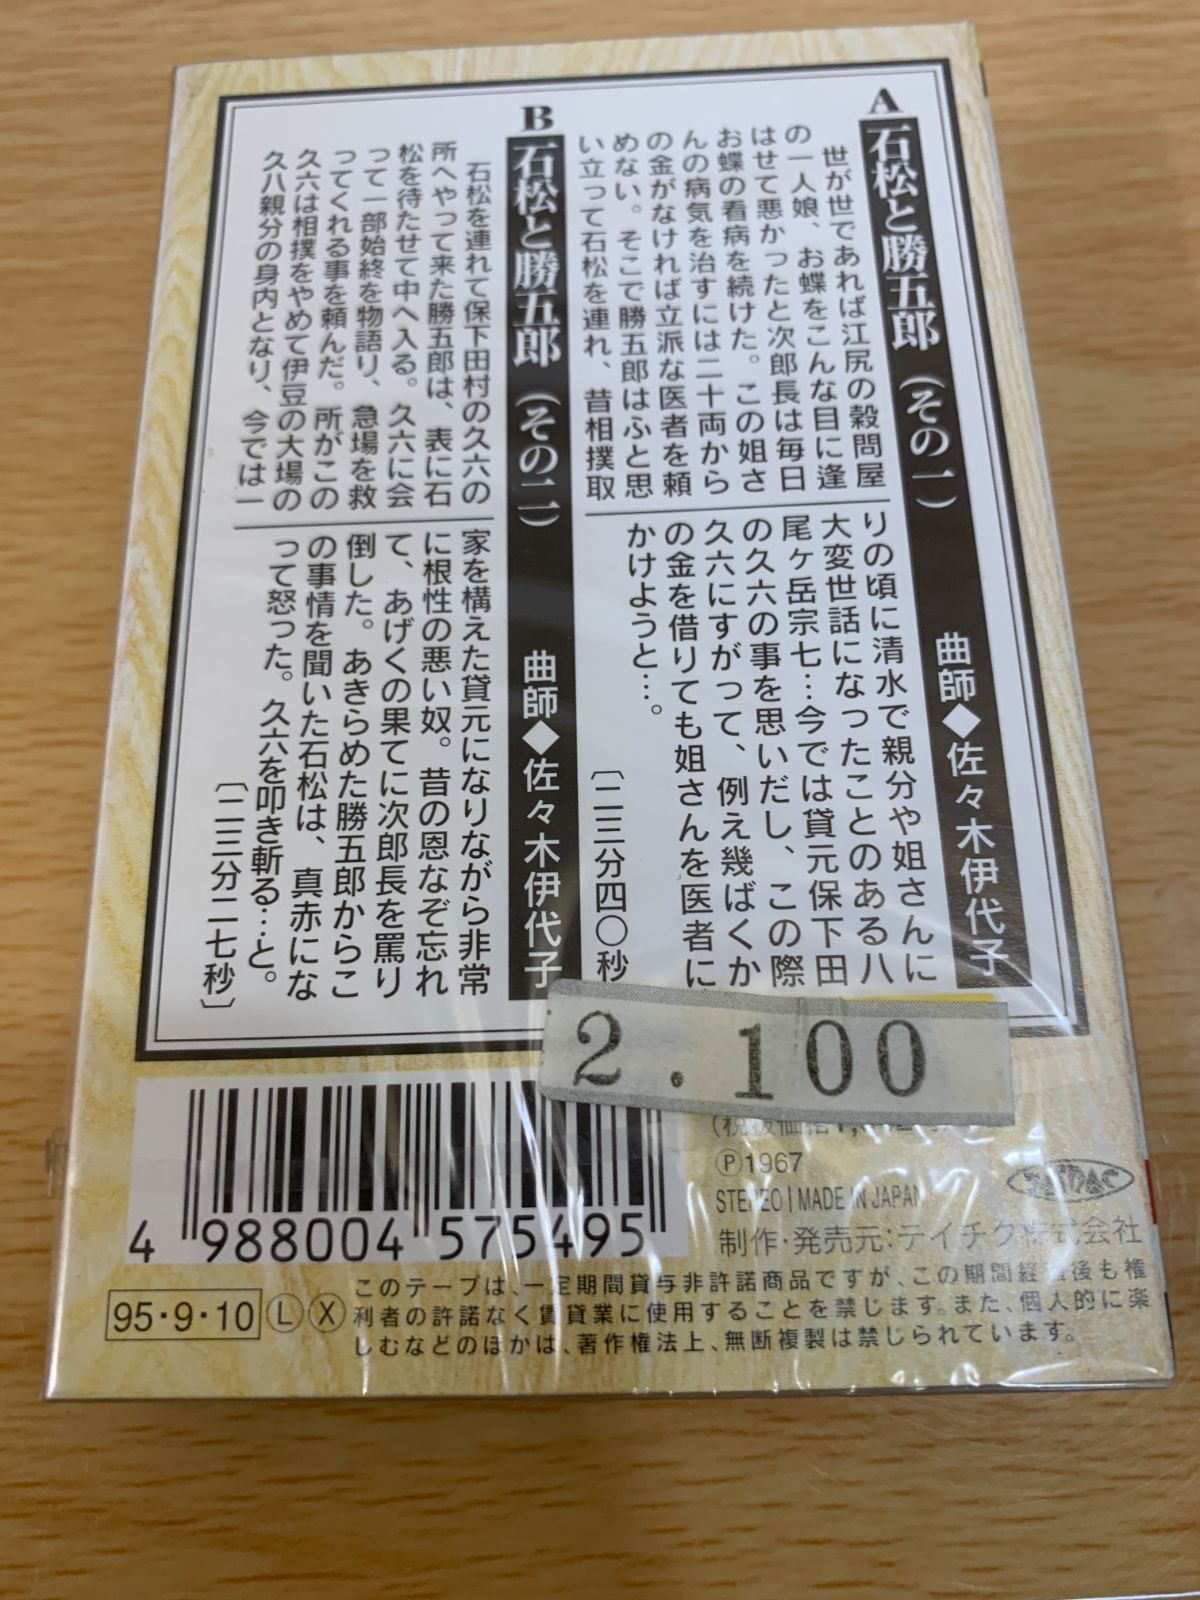 A
石松と勝五郎（その一） 曲師◆佐々木伊代子
世が世であれば江尻の穀問屋
の一人娘、お蝶をこんな目に逢
はせて悪かったと次郎長は毎日
お蝶の看病を続けた。この姐さ
んの病気を治すには二十両から
の金がなければ立派な医者を頼
めない。そこで勝五郎はふと思
い立って石松を連れ、昔相撲取
りの頃に清水で親分や姐さんに
大変世話になったことのある八
尾ヶ岳宗七…今では貸元保下田
の久六の事を思いだし、この際
久六にすがって、例え幾ばくか
の金を借りても姐さんを医者に
かけようと…。
〔二三分四〇秒
B
石松と勝五郎（その二） 曲師◆佐々木伊代子
石松を連れて保下田村の久六の
所へやって来た勝五郎は、表に石
松を待たせて中へ入る。久六に会
って一部始終を物語り、急場を救
ってくれる事を頼んだ。所がこの
久六は相撲をやめて伊豆の大場の
久八親分の身内となり、今では一
家を構えた貸元になりながら非常
に根性の悪い奴。昔の恩なぞ忘れ
て、あげくの果てに次郎長を罵り
倒した。あきらめた勝五郎からこ
の事情を聞いた石松は、真赤にな
って怒った。久六を叩き斬る…と。
〔二三分二七秒〕
2.100
(税抜価格1,
Ⓟ1967
STEREO | MADE IN JAPAN
制作・発売元：テイチク株式会社
4 988004 575495
95・9・10 Ⓛ Ⓧ
このテープは、一定期間貸与非許諾商品ですが、この期間経過後も権
利者の許諾なく賃貸業に使用することを禁じます。また、個人的に楽
しむなどのほかは、著作権法上、無断複製は禁じられています。